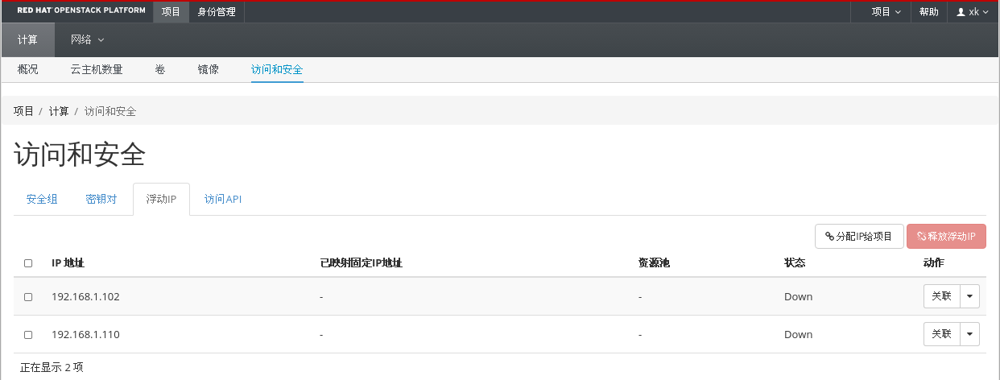 RED HAT OPENSTACK PLATFORM 项目 身份管理 项目 帮助 xk
计算 网络
概况 云主机数量 卷 镜像 访问和安全
项目 / 计算 / 访问和安全
访问和安全
安全组 密钥对 浮动IP 访问API
分配IP给项目 释放浮动IP
IP 地址 已映射固定IP地址 资源池 状态 动作
192.168.1.102 - - Down 关联
192.168.1.110 - - Down 关联
正在显示 2 项